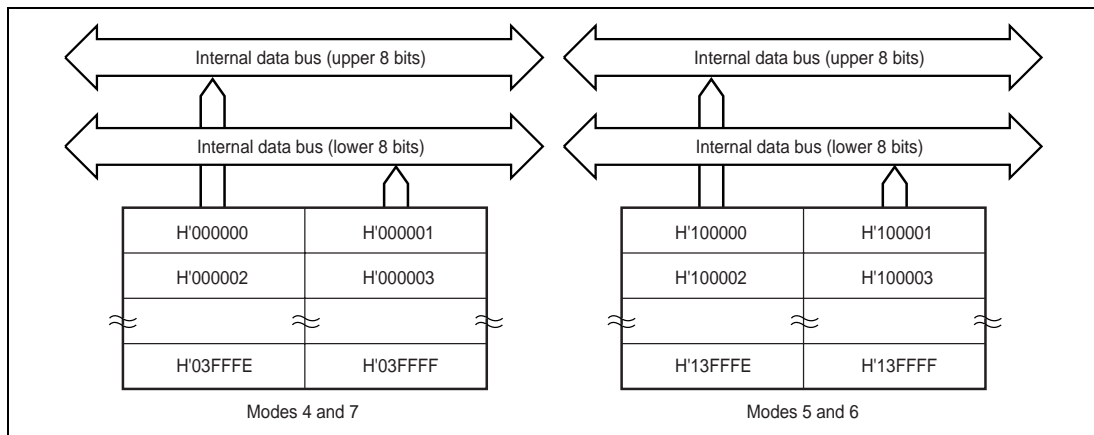 Internal data bus (upper 8 bits)
Internal data bus (lower 8 bits)
H'000000 H'000001
H'000002 H'000003
H'03FFFE H'03FFFF
Modes 4 and 7
Internal data bus (upper 8 bits)
Internal data bus (lower 8 bits)
H'100000 H'100001
H'100002 H'100003
H'13FFFE H'13FFFF
Modes 5 and 6